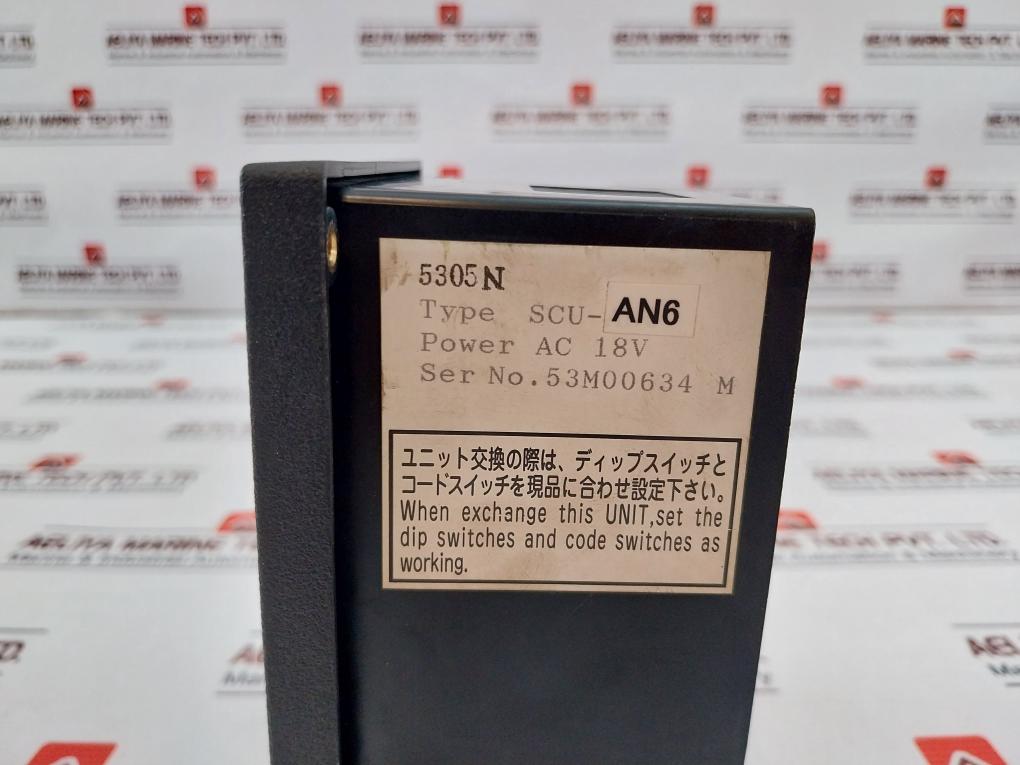 5305N
Type SCU-AN6
Power AC 18V
Ser No.53M00634 M
ユニット交換の際は、ディップスイッチと
コードスイッチを現品に合わせ設定下さい。
When exchange this UNIT,set the
dip switches and code switches as
working.